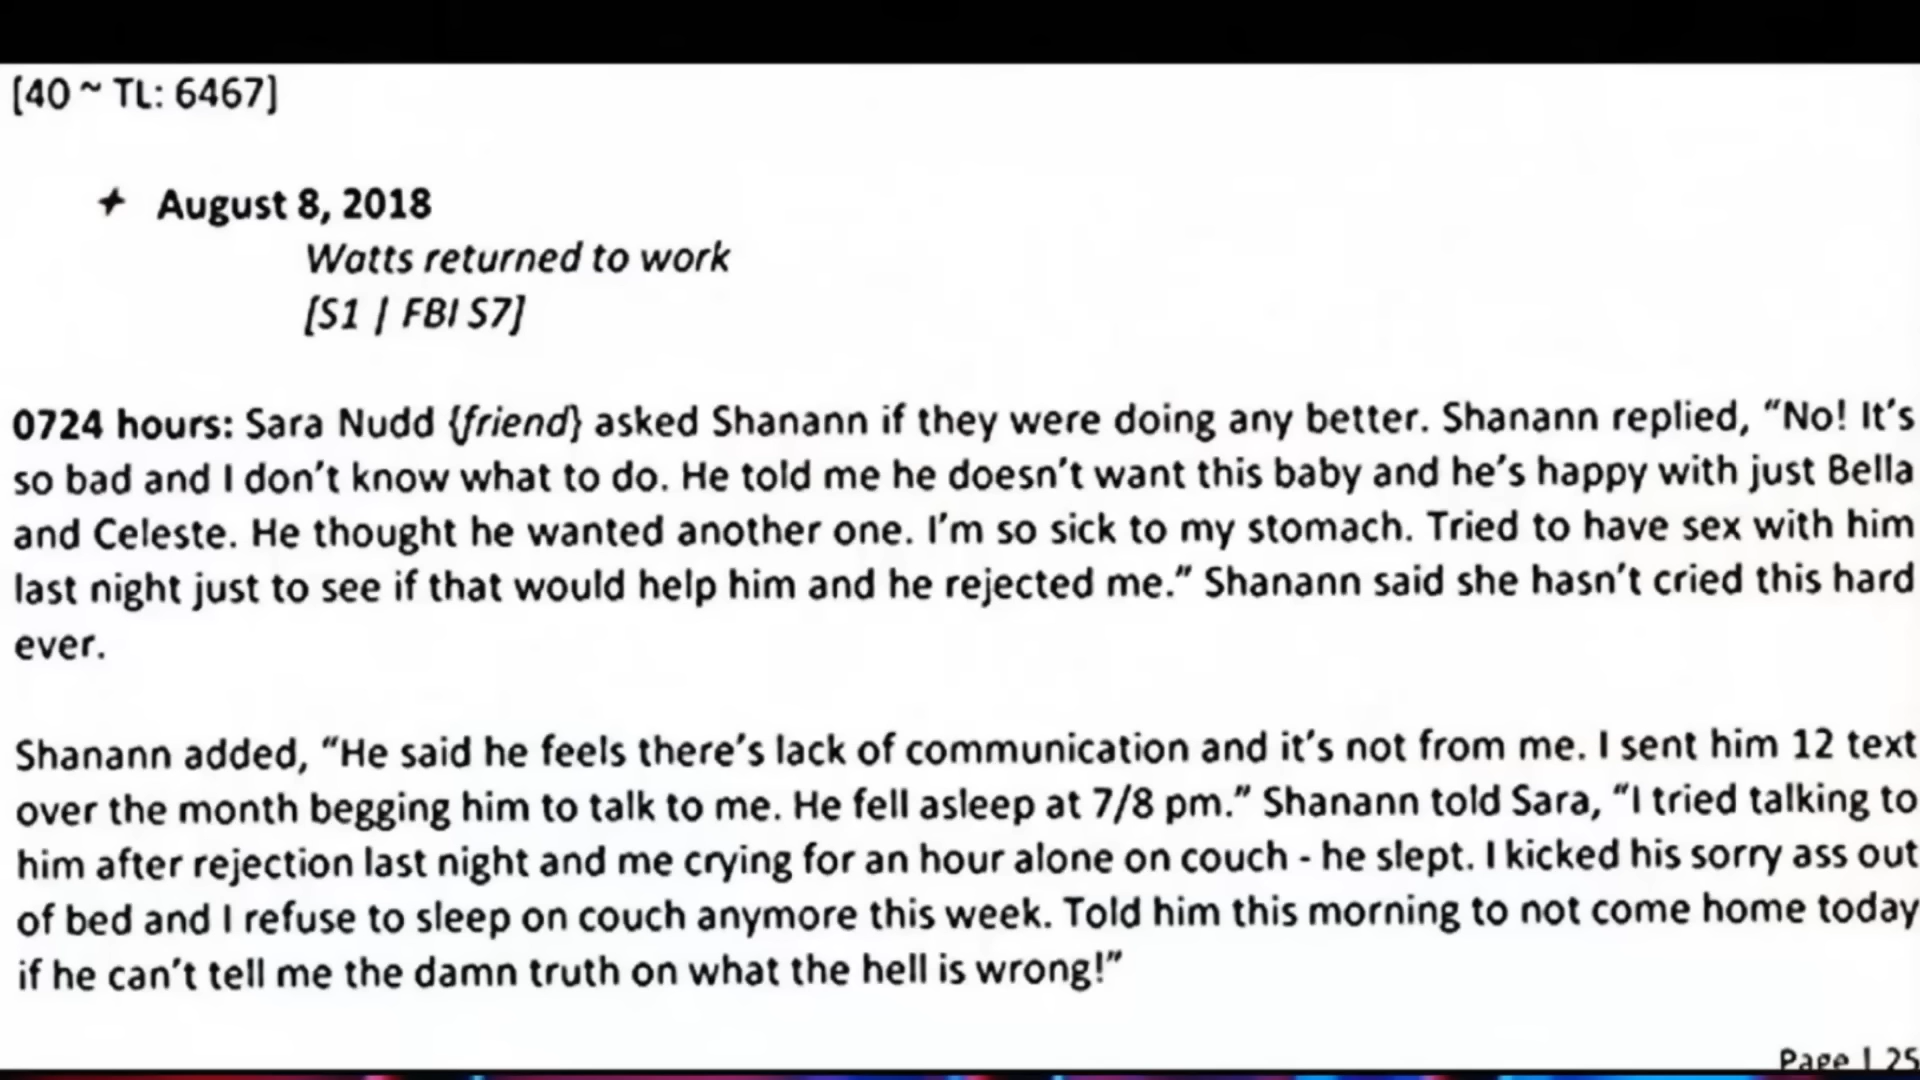 [40 ~ TL: 6467]
✦ August 8, 2018
Watts returned to work
[S1 | FBI S7]
0724 hours: Sara Nudd {friend} asked Shanann if they were doing any better. Shanann replied, “No! It’s
so bad and I don’t know what to do. He told me he doesn’t want this baby and he’s happy with just Bella
and Celeste. He thought he wanted another one. I’m so sick to my stomach. Tried to have sex with him
last night just to see if that would help him and he rejected me.” Shanann said she hasn’t cried this hard
ever.
Shanann added, “He said he feels there’s lack of communication and it’s not from me. I sent him 12 text
over the month begging him to talk to me. He fell asleep at 7/8 pm.” Shanann told Sara, “I tried talking to
him after rejection last night and me crying for an hour alone on couch - he slept. I kicked his sorry ass out
of bed and I refuse to sleep on couch anymore this week. Told him this morning to not come home today
if he can’t tell me the damn truth on what the hell is wrong!”
Page | 25